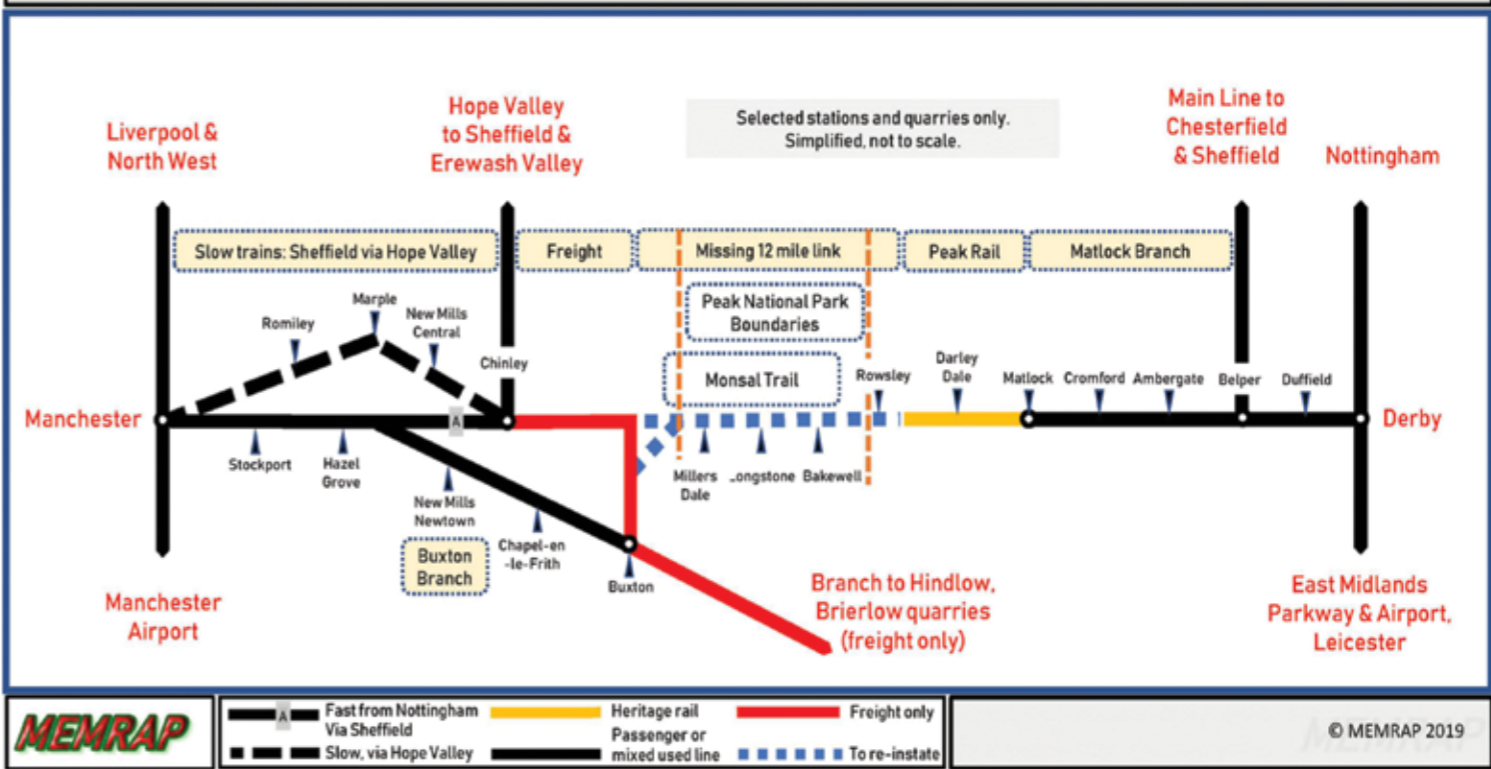 Liverpool &
North West
Hope Valley
to Sheffield &
Erewash Valley
Selected stations and quarries only.
Simplified, not to scale.
Main Line to
Chesterfield
& Sheffield
Nottingham
Slow trains: Sheffield via Hope Valley
Freight
Missing 12 mile link
Peak Rail
Matlock Branch
Peak National Park
Boundaries
Monsal Trail
Romiley
Marple
New Mills
Central
Chinley
Rowsley
Darley
Dale
Matlock
Cromford
Ambergate
Belper
Duffield
Manchester
A
Derby
Stockport
Hazel
Grove
New Mills
Newtown
Chapel-en
-le-Frith
Buxton
Buxton
Branch
Millers
Dale
.ongstone
Bakewell
Manchester
Airport
Branch to Hindlow,
Brierlow quarries
(freight only)
East Midlands
Parkway & Airport,
Leicester
MEMRAP
A
Fast from Nottingham
Via Sheffield
Slow, via Hope Valley
Heritage rail
Passenger or
mixed used line
Freight only
To re-instate
MEMRAP
© MEMRAP 2019